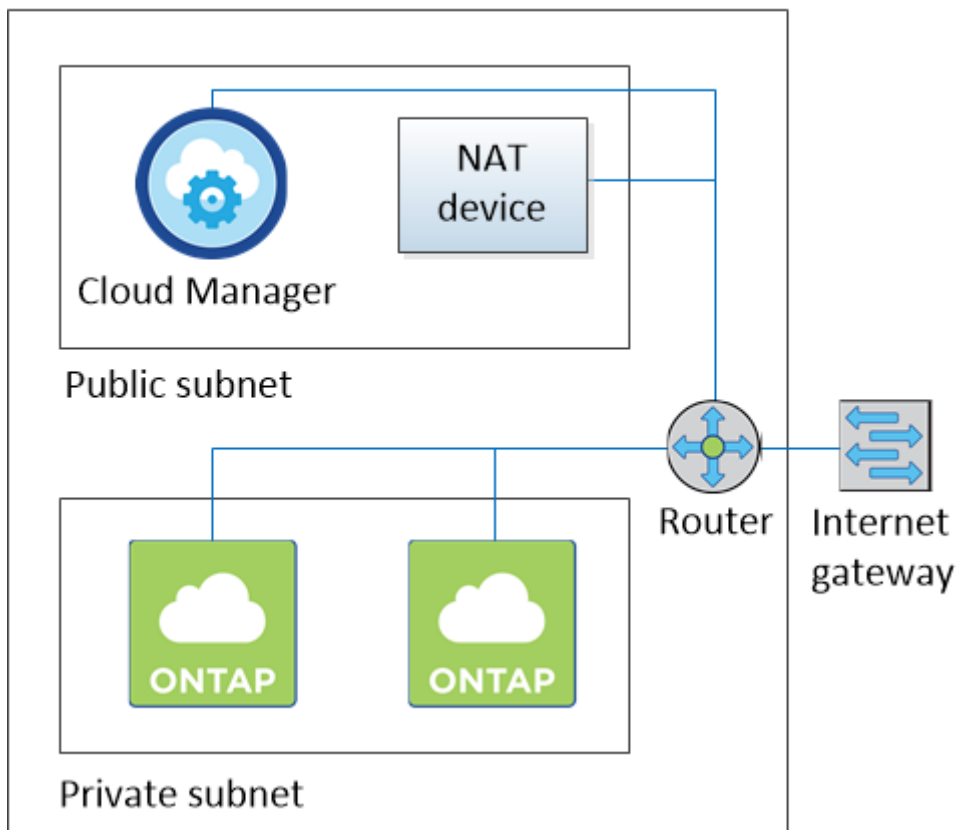 NAT
device
Cloud Manager
Public subnet
Router
Internet
gateway
ONTAP
ONTAP
Private subnet